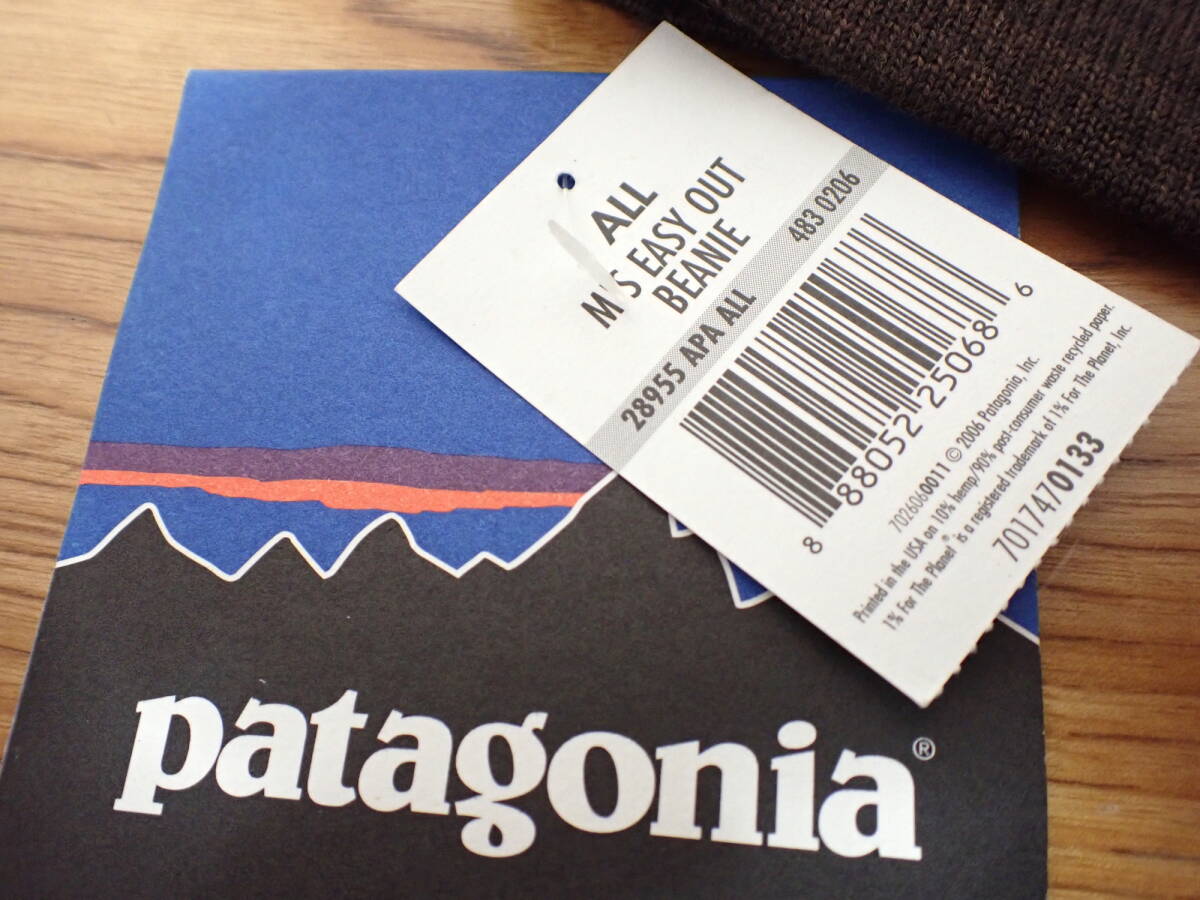 ALL
M'S EASY OUT
BEANIE
28955 APA ALL 483 0206
8 88052 25068 6
7026060011 © 2006 Patagonia, Inc.
Printed in the USA on 10% hemp/90% post-consumer waste recycled paper.
1% For The Planet® is a registered trademark of 1% For The Planet, Inc.
701747/0133
patagonia®